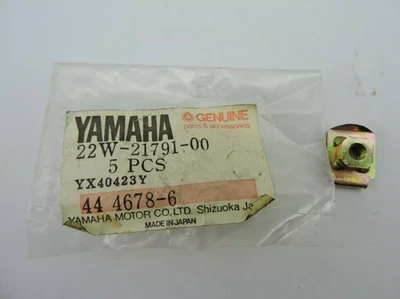 YAMAHA GENUINE
parts & accessories
22W-21791-00
5 PCS
YX40423Y
44 4678-6
YAMAHA MOTOR CO.,LTD. Shizuoka Ja
MADE IN JAPAN